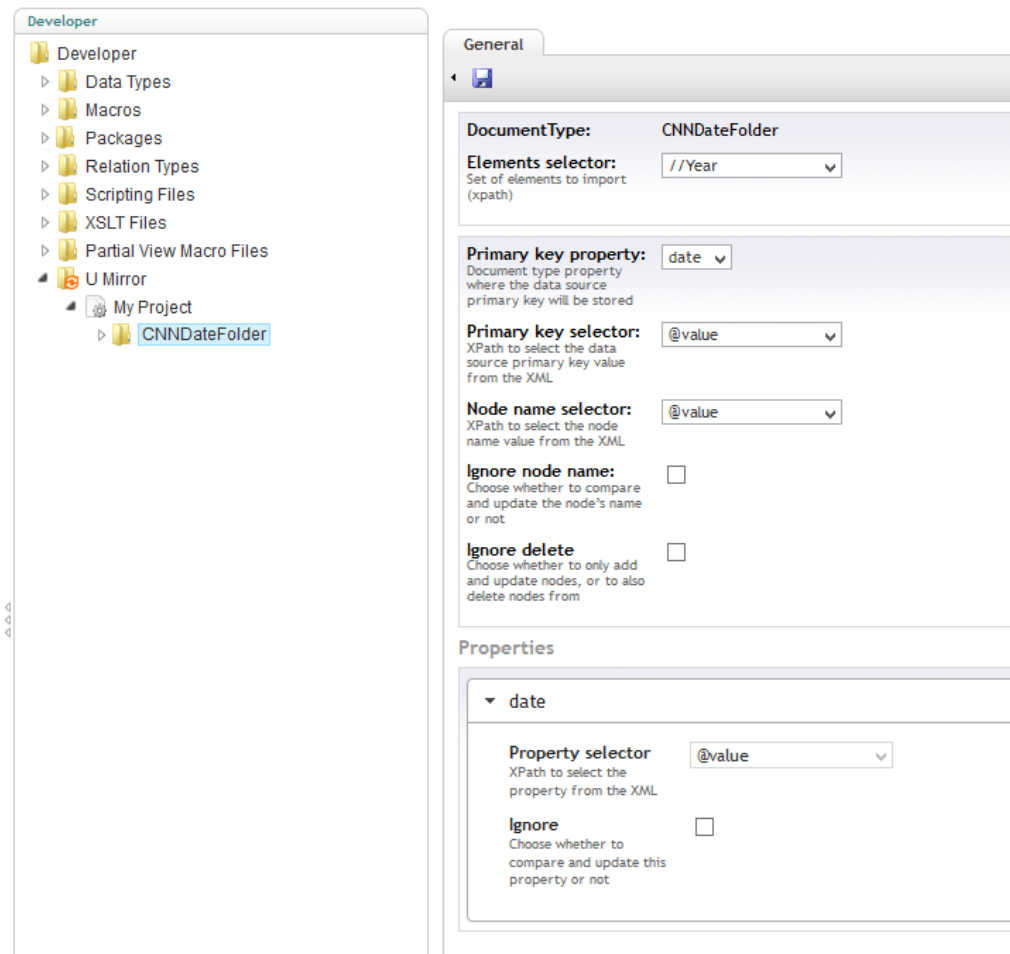 Developer
Developer
Data Types
Macros
Packages
Relation Types
Scripting Files
XSLT Files
Partial View Macro Files
U Mirror
My Project
CNNDateFolder
General
DocumentType: CNNDateFolder
Elements selector: //Year
Set of elements to import
(xpath)
Primary key property: date
Document type property
where the data source
primary key will be stored
Primary key selector: @value
XPath to select the data
source primary key value
from the XML
Node name selector: @value
XPath to select the node
name value from the XML
Ignore node name:
Choose whether to compare
and update the node's name
or not
Ignore delete
Choose whether to only add
and update nodes, or to also
delete nodes from
Properties
date
Property selector @value
XPath to select the
property from the XML
Ignore
Choose whether to
compare and update this
property or not